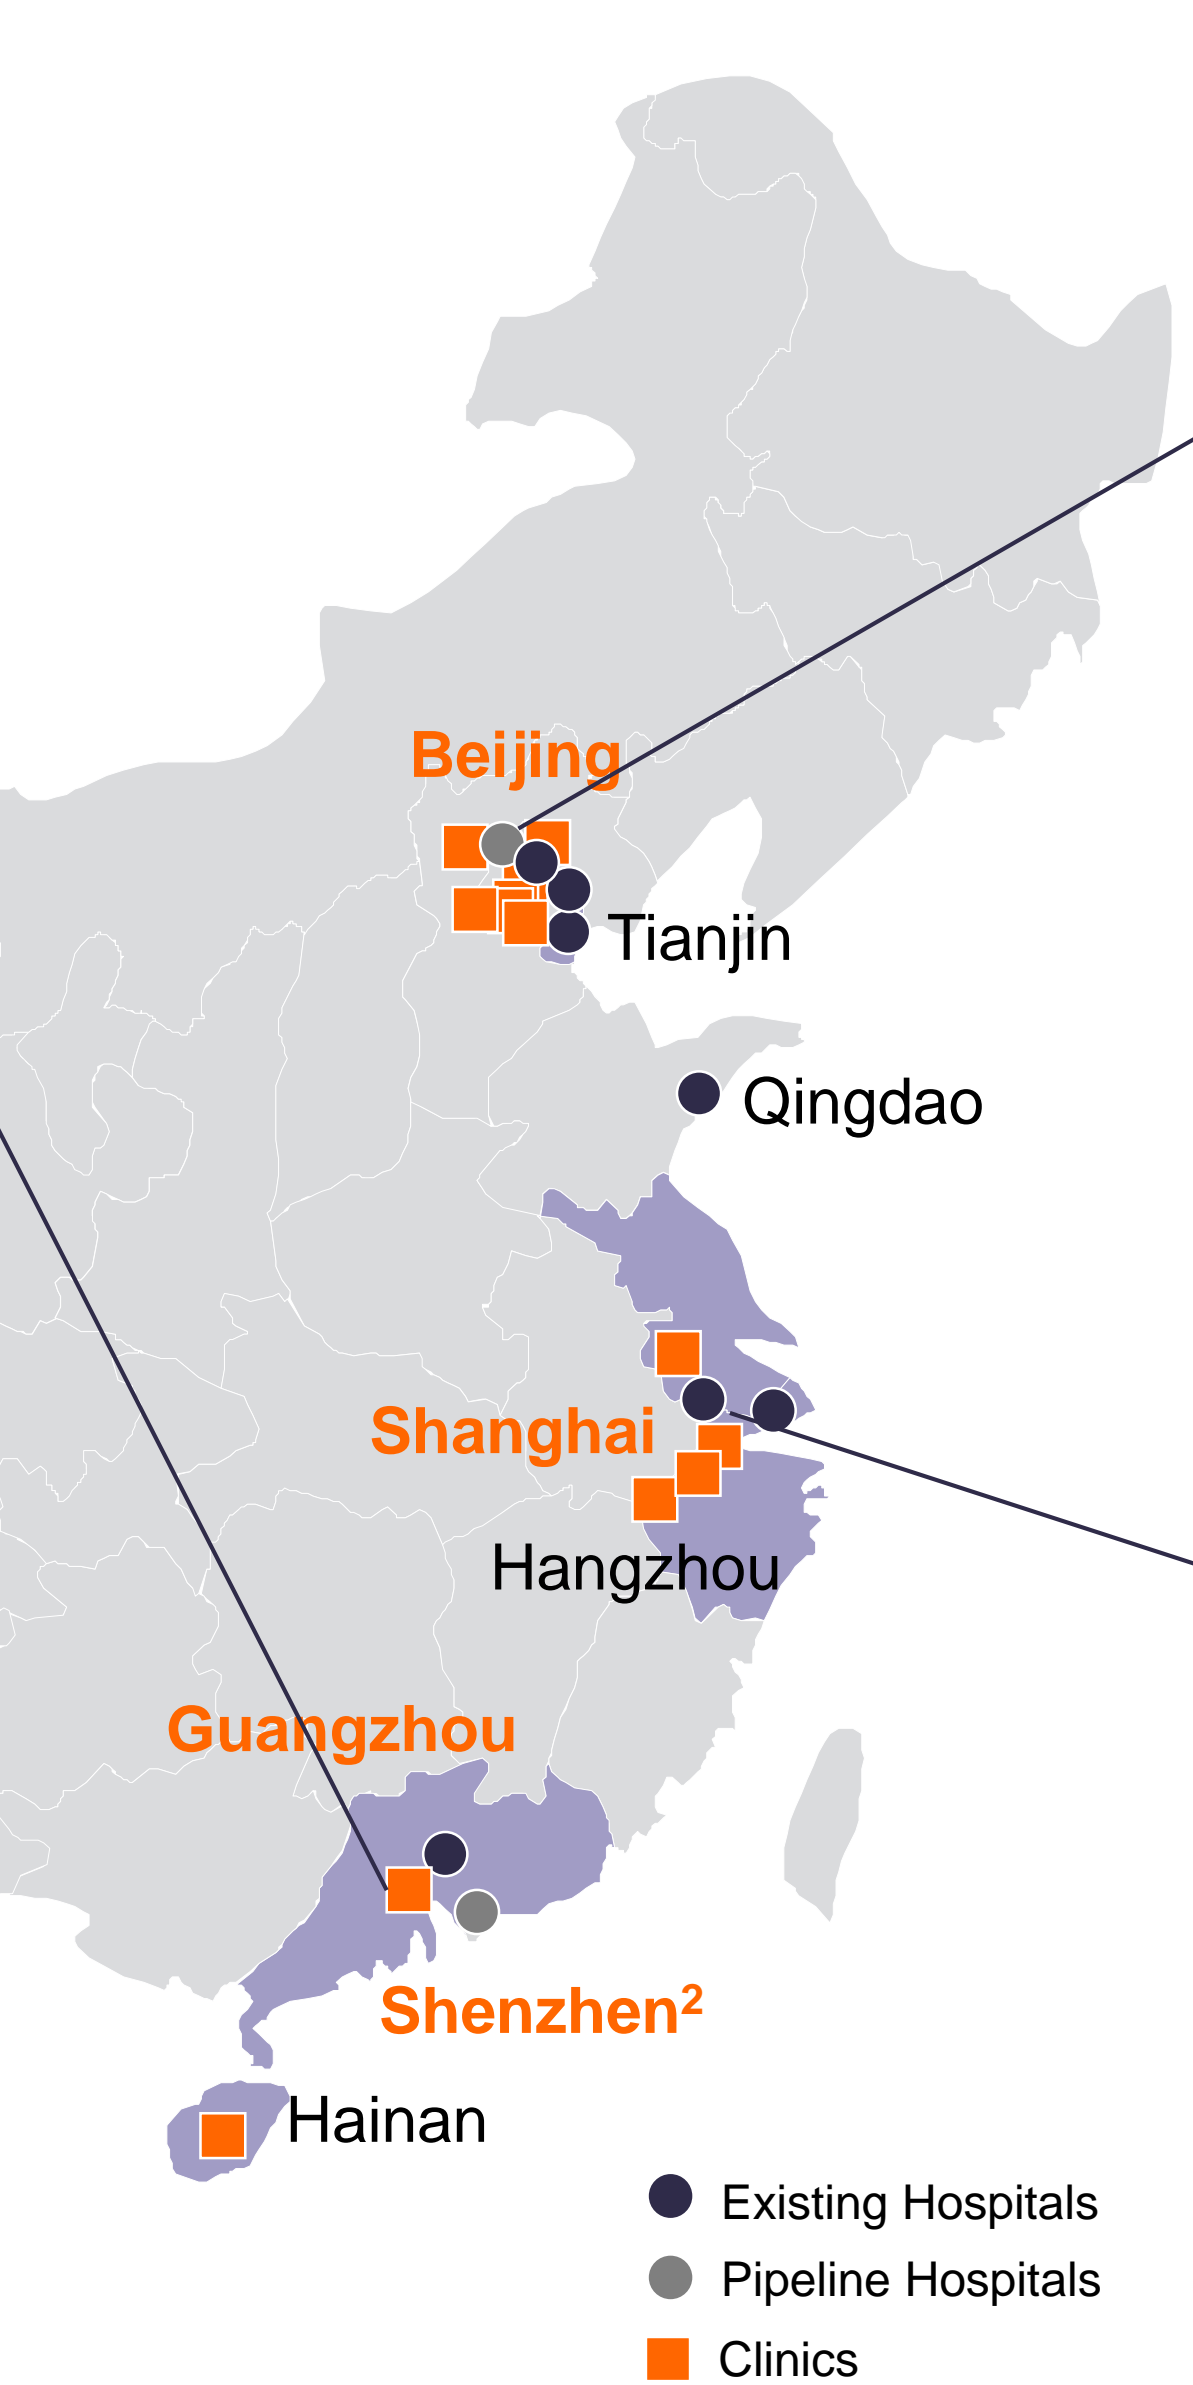 Beijing
Tianjin
Qingdao
Shanghai
Hangzhou
Guangzhou
Shenzhen²
Hainan
Existing Hospitals
Pipeline Hospitals
Clinics